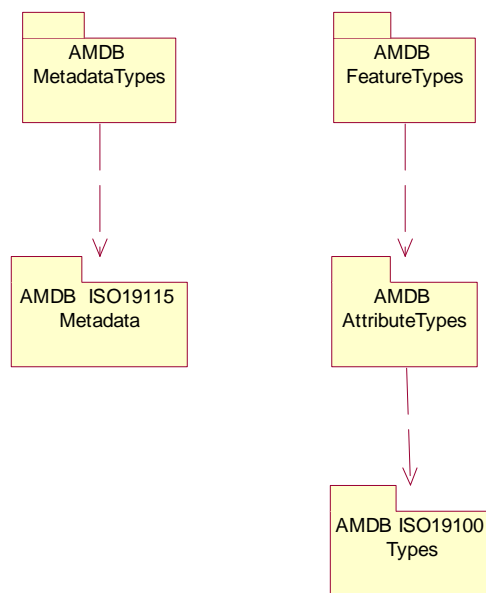 AMDB
MetadataTypes
AMDB
FeatureTypes
AMDB  ISO19115
Metadata
AMDB
AttributeTypes
AMDB ISO19100
Types